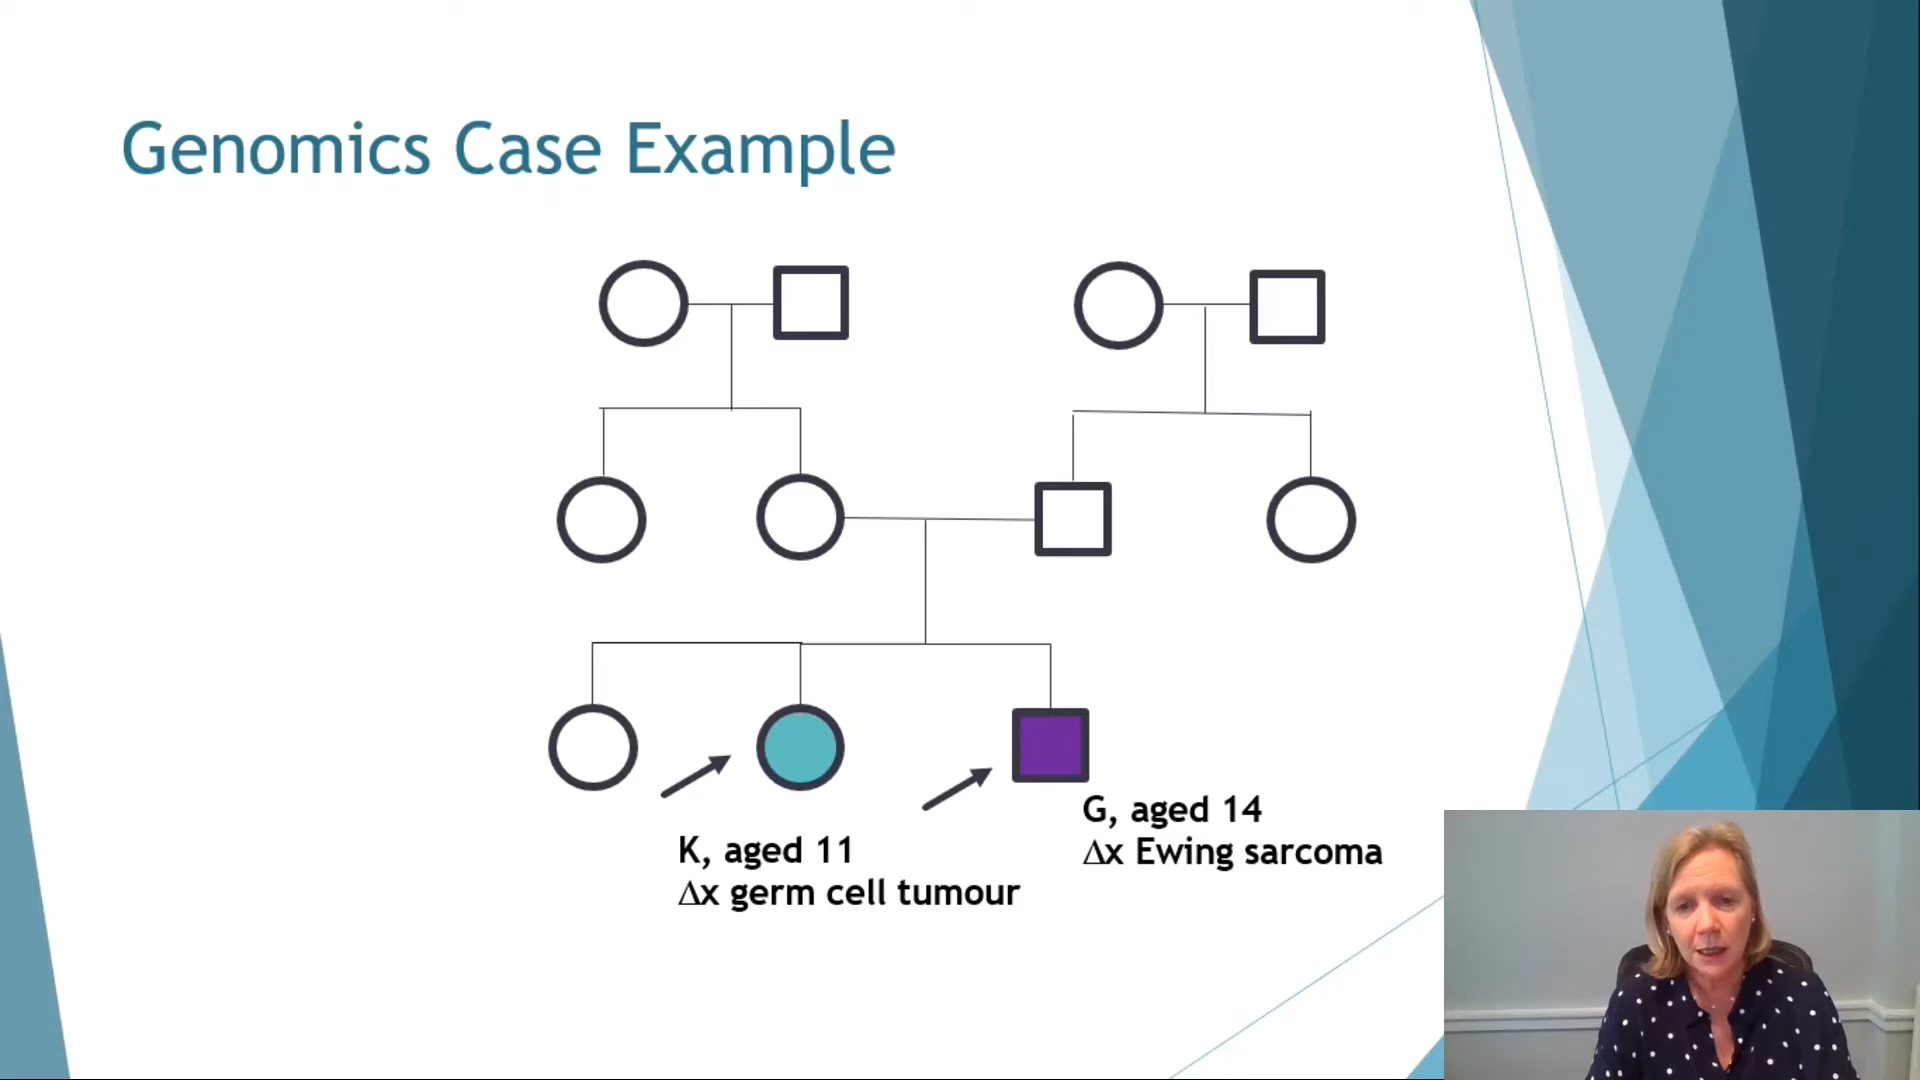 Genomics Case Example
G, aged 14
Δx Ewing sarcoma
K, aged 11
Δx germ cell tumour